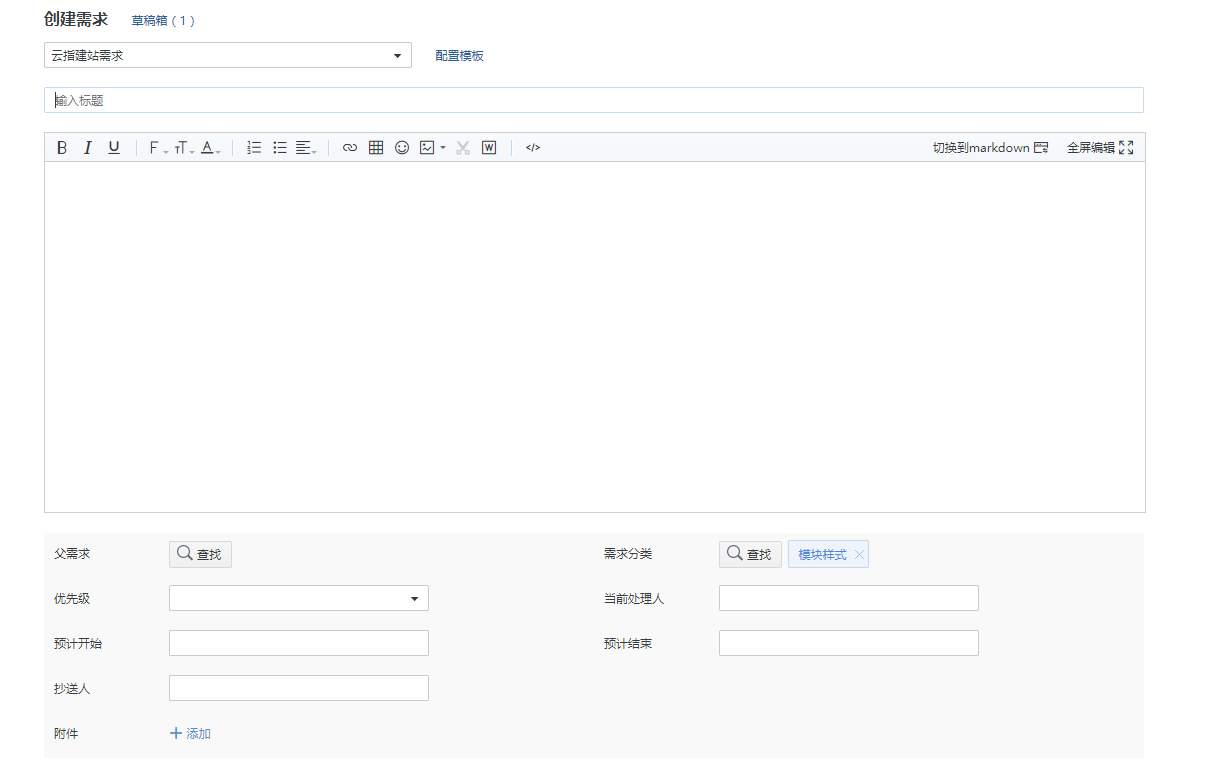 创建需求 草稿箱 ( 1 )
云指建站需求 配置模板
输入标题
B I U F TT A W </> 切换到markdown 全屏编辑
父需求 查找 需求分类 查找 模块样式
优先级 当前处理人
预计开始 预计结束
抄送人
附件 添加